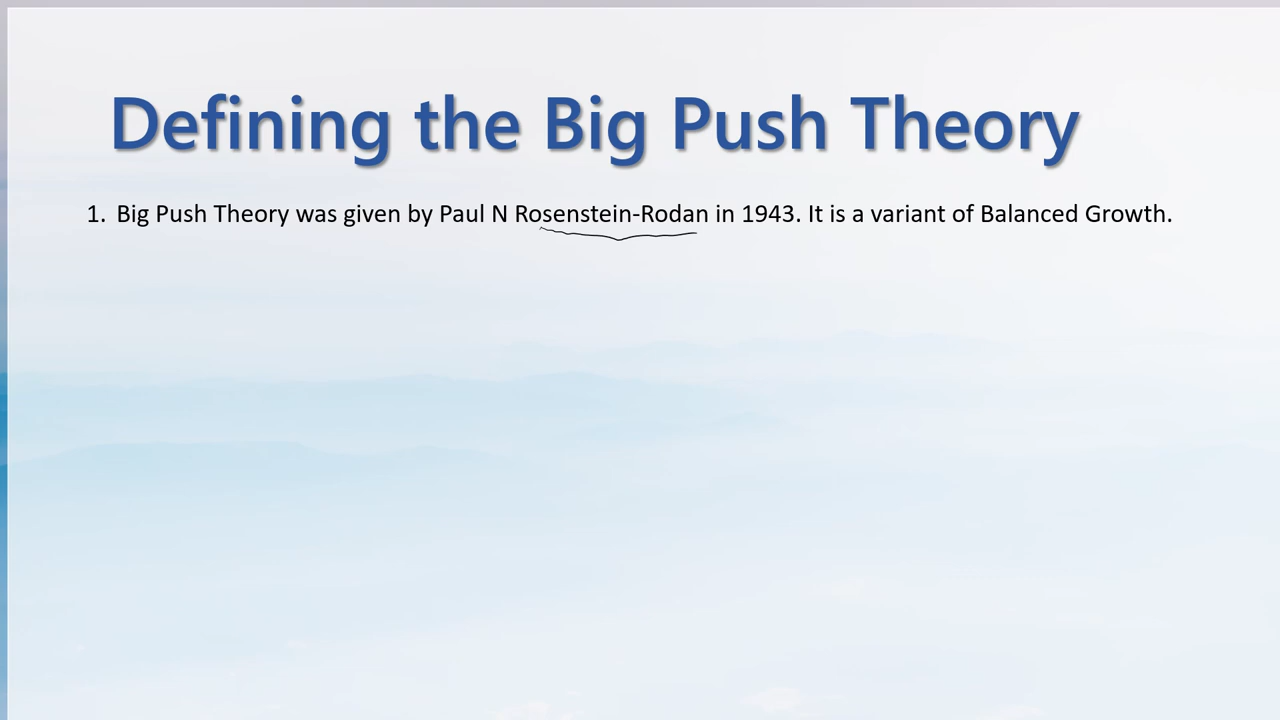 Defining the Big Push Theory
1. Big Push Theory was given by Paul N Rosenstein-Rodan in 1943. It is a variant of Balanced Growth.